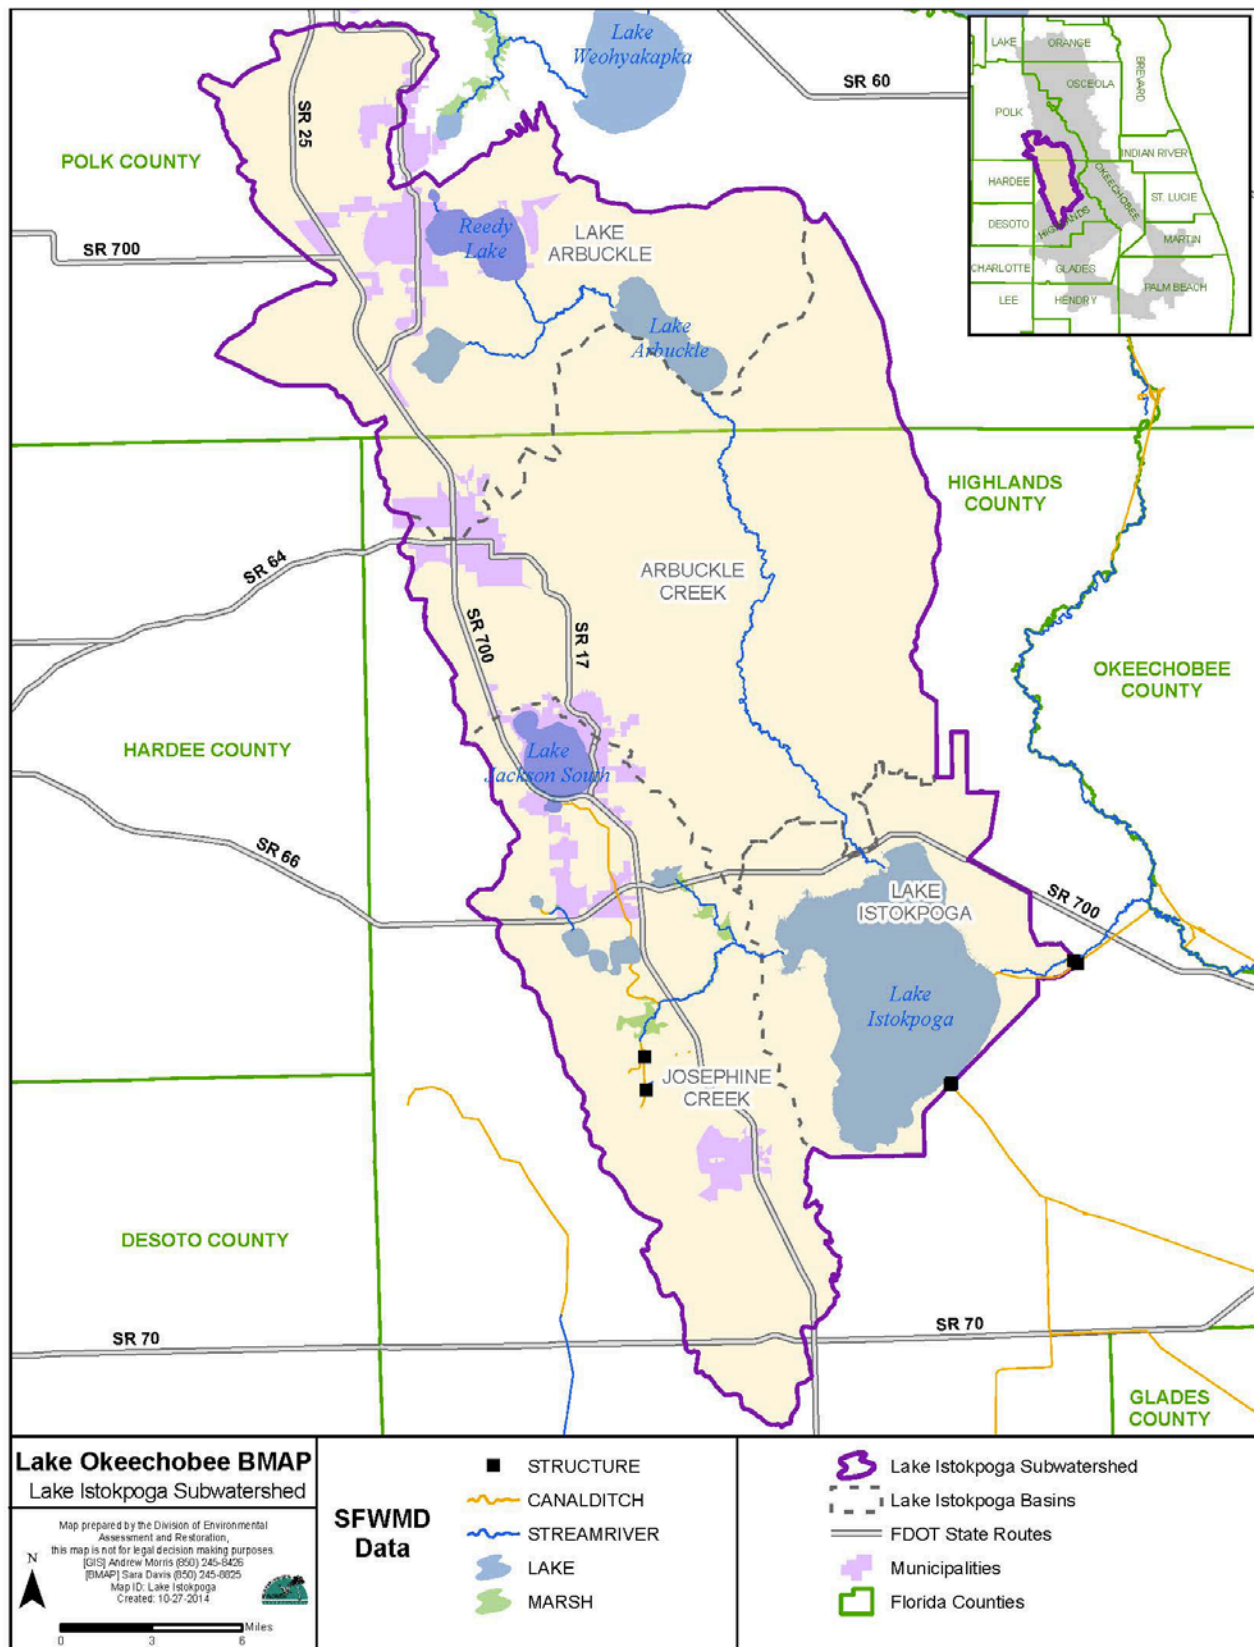 Lake
Weohyakapka
SR 60
SR 25
POLK COUNTY
SR 700
Reedy
Lake
LAKE
ARBUCKLE
Lake
Arbuckle
LAKE
ORANGE
BREVARD
OSCEOLA
POLK
INDIAN RIVER
HARDEE
OKEECHOBEE
ST. LUCIE
DESOTO
HIGHLANDS
MARTIN
CHARLOTTE
GLADES
PALM BEACH
LEE
HENDRY
HIGHLANDS
COUNTY
SR 64
ARBUCKLE
CREEK
SR 700
SR 17
OKEECHOBEE
COUNTY
HARDEE COUNTY
Lake
Jackson South
SR 66
LAKE
ISTOKPOGA
SR 700
Lake
Istokpoga
JOSEPHINE
CREEK
DESOTO COUNTY
SR 70
SR 70
GLADES
COUNTY
Lake Okeechobee BMAP
Lake Istokpoga Subwatershed
Map prepared by the Division of Environmental
Assessment and Restoration,
this map is not for legal decision making purposes.
[GIS] Andrew Morris (850) 245-8426
[BMAP] Sara Davis (850) 245-8825
Map ID: Lake Istokpoga
Created: 10-27-2014
N
Miles
0 3 6
SFWMD
Data
STRUCTURE
CANALDITCH
STREAMRIVER
LAKE
MARSH
Lake Istokpoga Subwatershed
Lake Istokpoga Basins
FDOT State Routes
Municipalities
Florida Counties